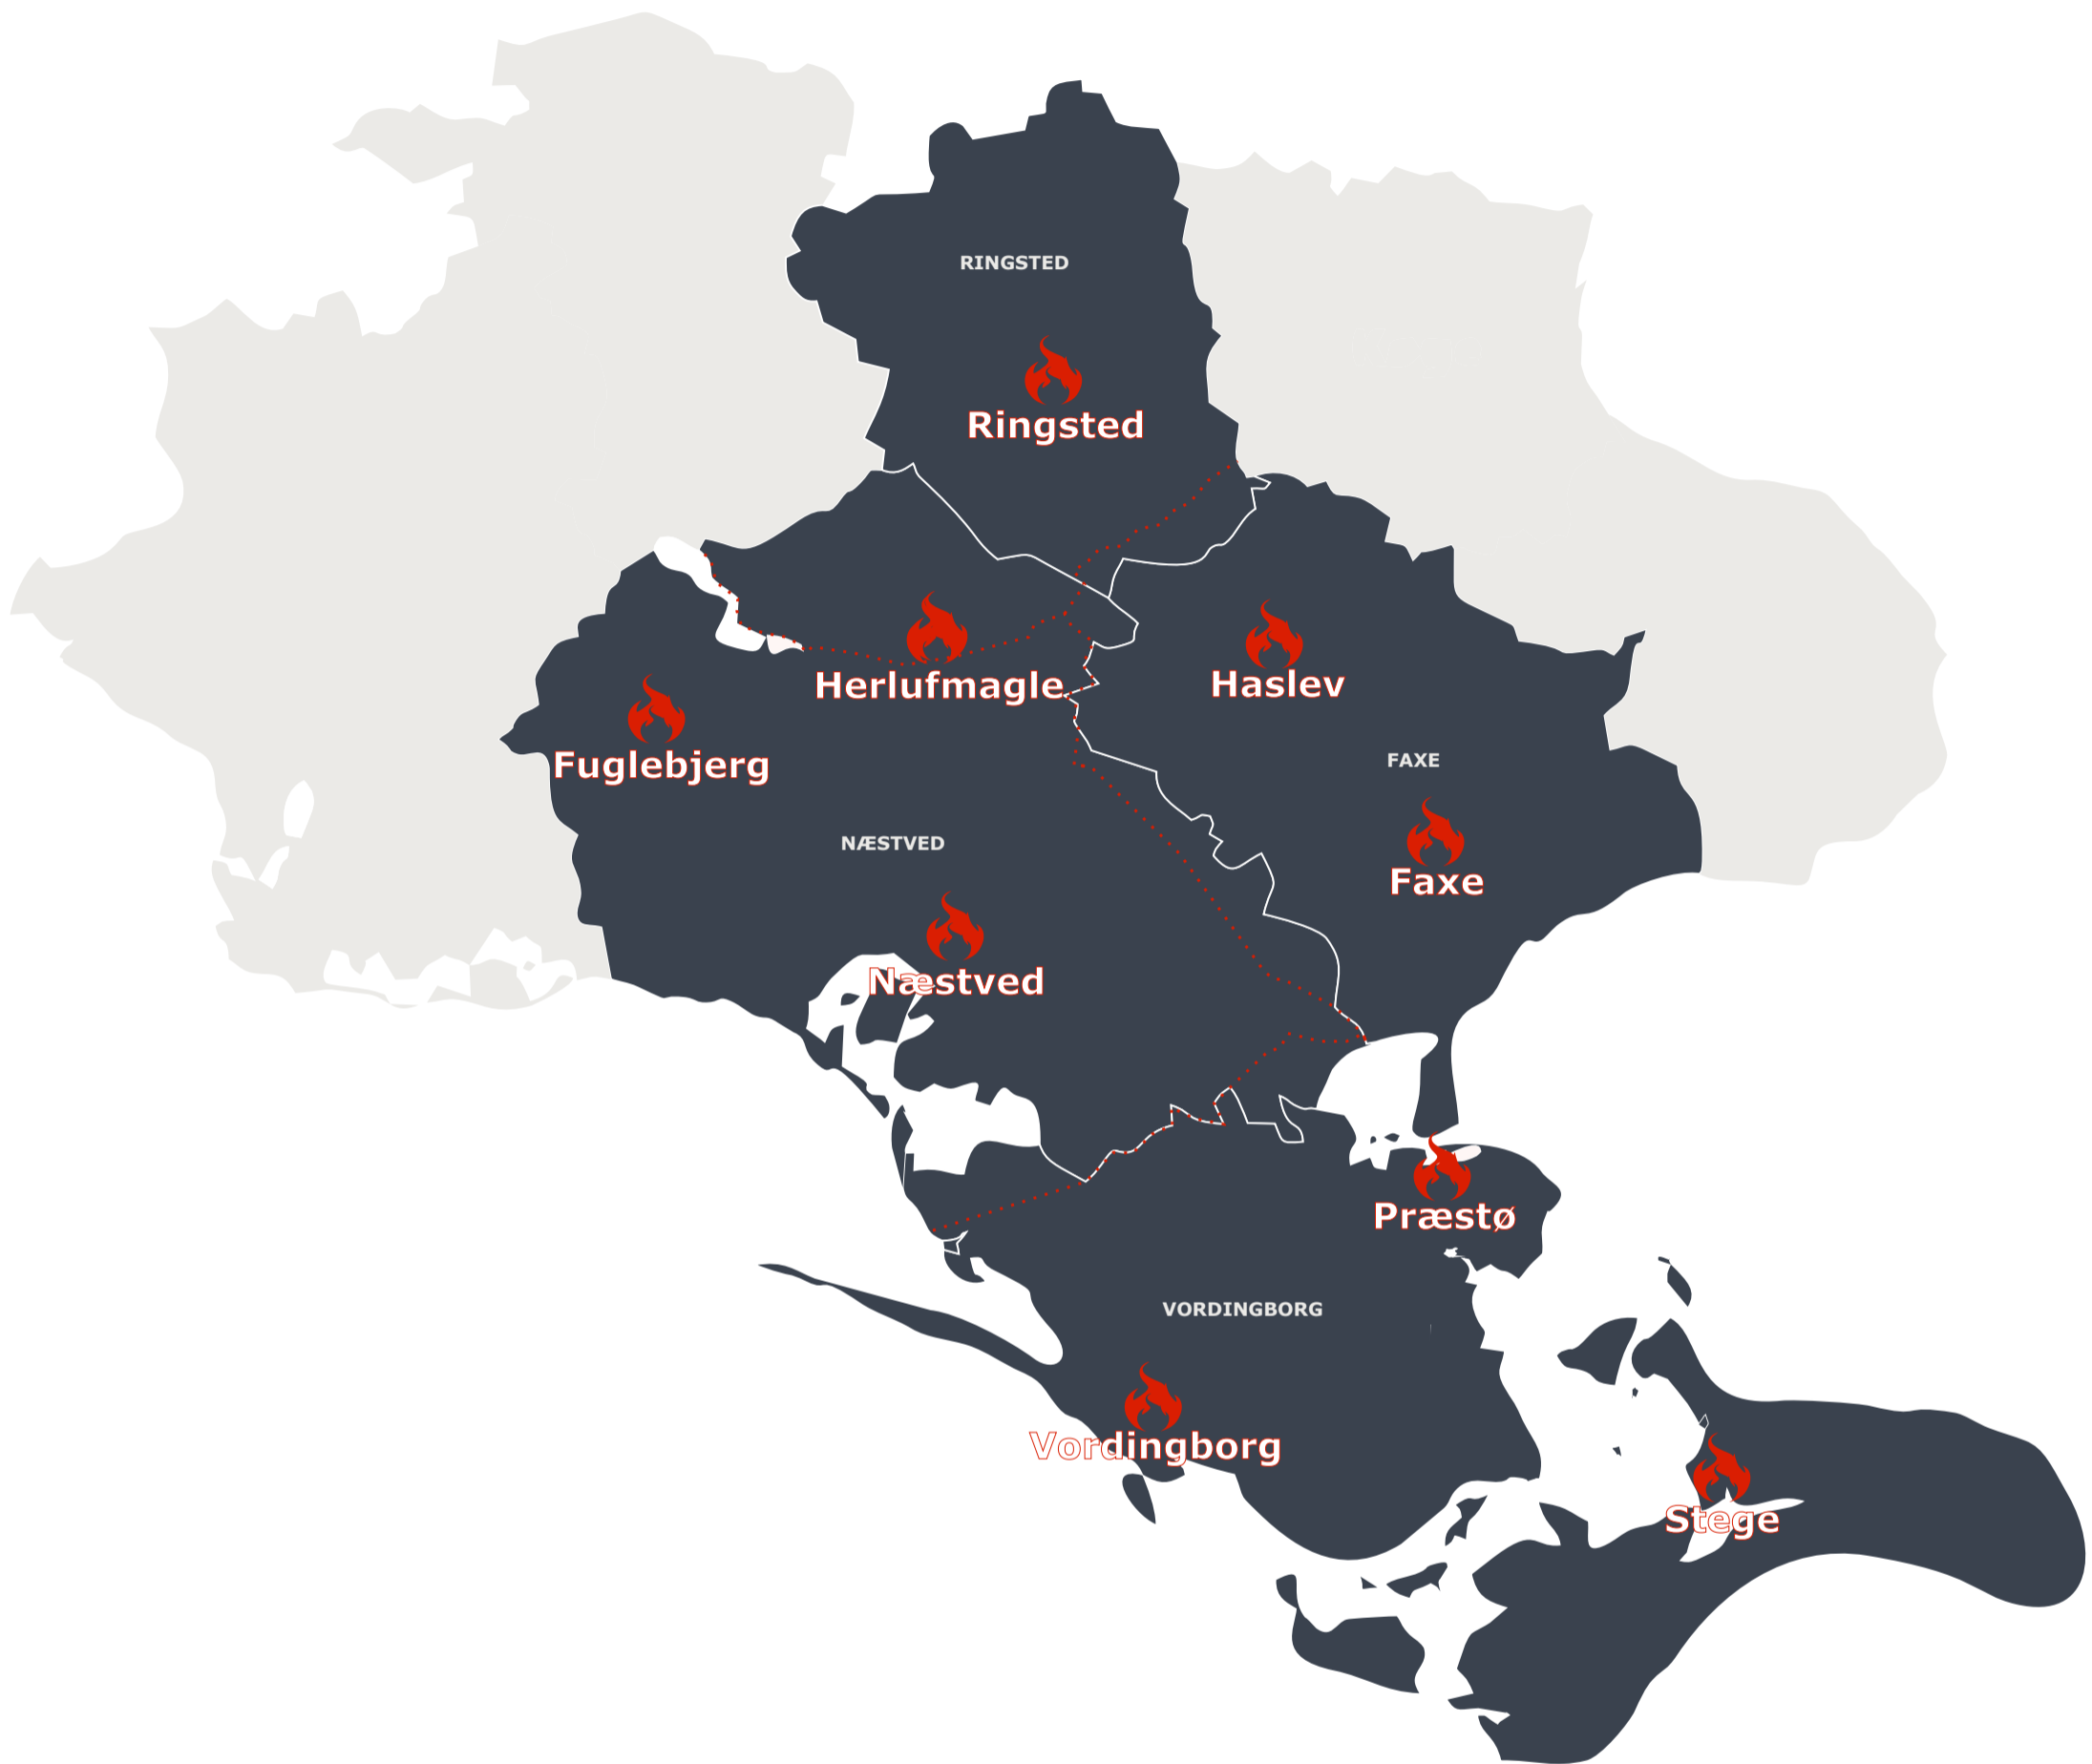 RINGSTED
Ringsted
Herlufmagle
Haslev
Fuglebjerg
FAXE
NÆSTVED
Faxe
Næstved
Præstø
VORDINGBORG
Vordingborg
Stege